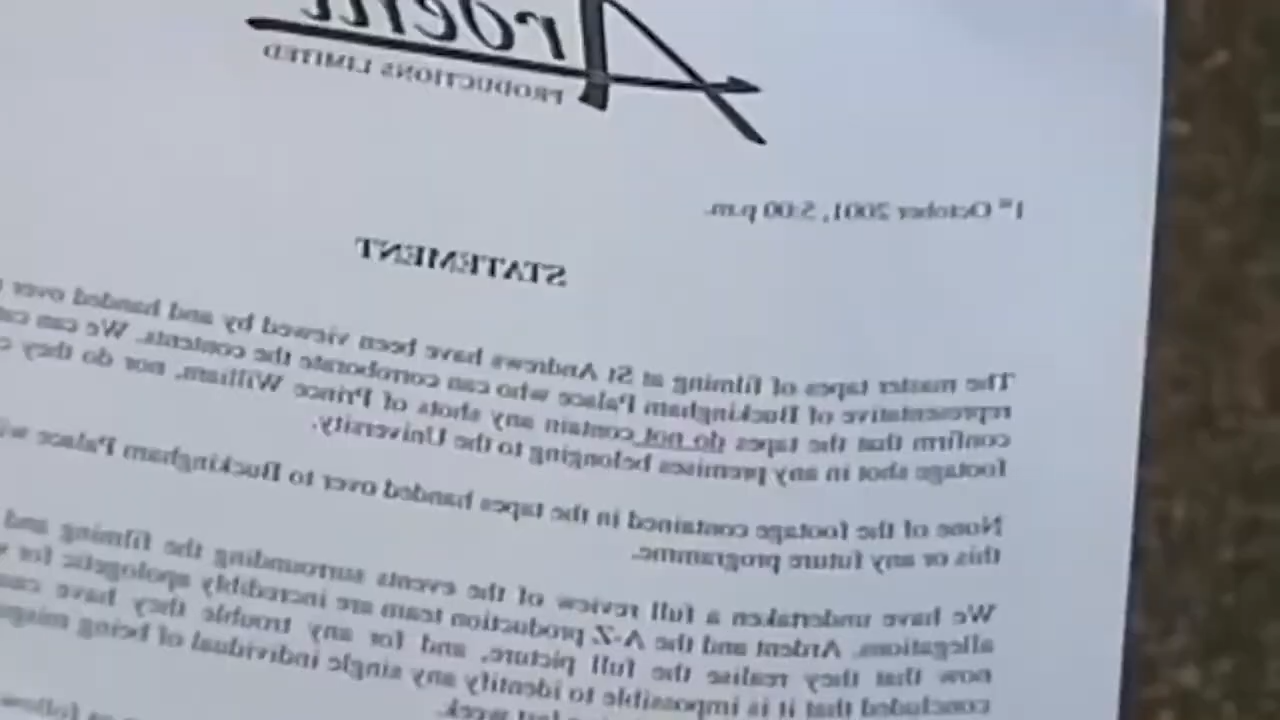 Ardent
PRODUCTIONS LIMITED
1st October 2001, 5:00 p.m.
STATEMENT
The master tapes of filming at St Andrews have been viewed by and handed over
representative of Buckingham Palace who can corroborate the contents. We can
confirm that the tapes do not contain any shots of Prince William, nor do they
footage shot in any premises belonging to the University.
None of the footage contained in the tapes handed over to Buckingham Palace
this or any future programme.
We have undertaken a full review of the events surrounding the filming and
allegations. Ardent and the A-Z production team are incredibly apologetic for
now that they realise the full picture, and for any trouble they have
concluded that it is impossible to identify any single individual of being
last week.